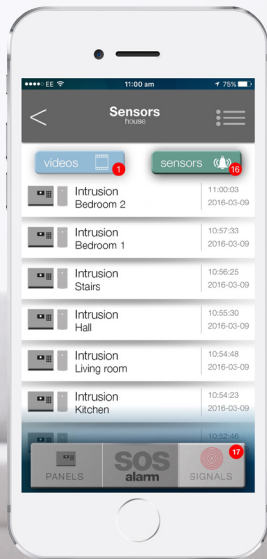 EE 11:00 am 75%
Sensors
house
videos 1 sensors 16
Intrusion 11:00:03
Bedroom 2 2016-03-09
Intrusion 10:57:33
Bedroom 1 2016-03-09
Intrusion 10:56:25
Stairs 2016-03-09
Intrusion 10:55:30
Hall 2016-03-09
Intrusion 10:54:48
Living room 2016-03-09
Intrusion 10:54:23
Kitchen 2016-03-09
10:52:46
17
PANELS SOS SIGNALS
alarm